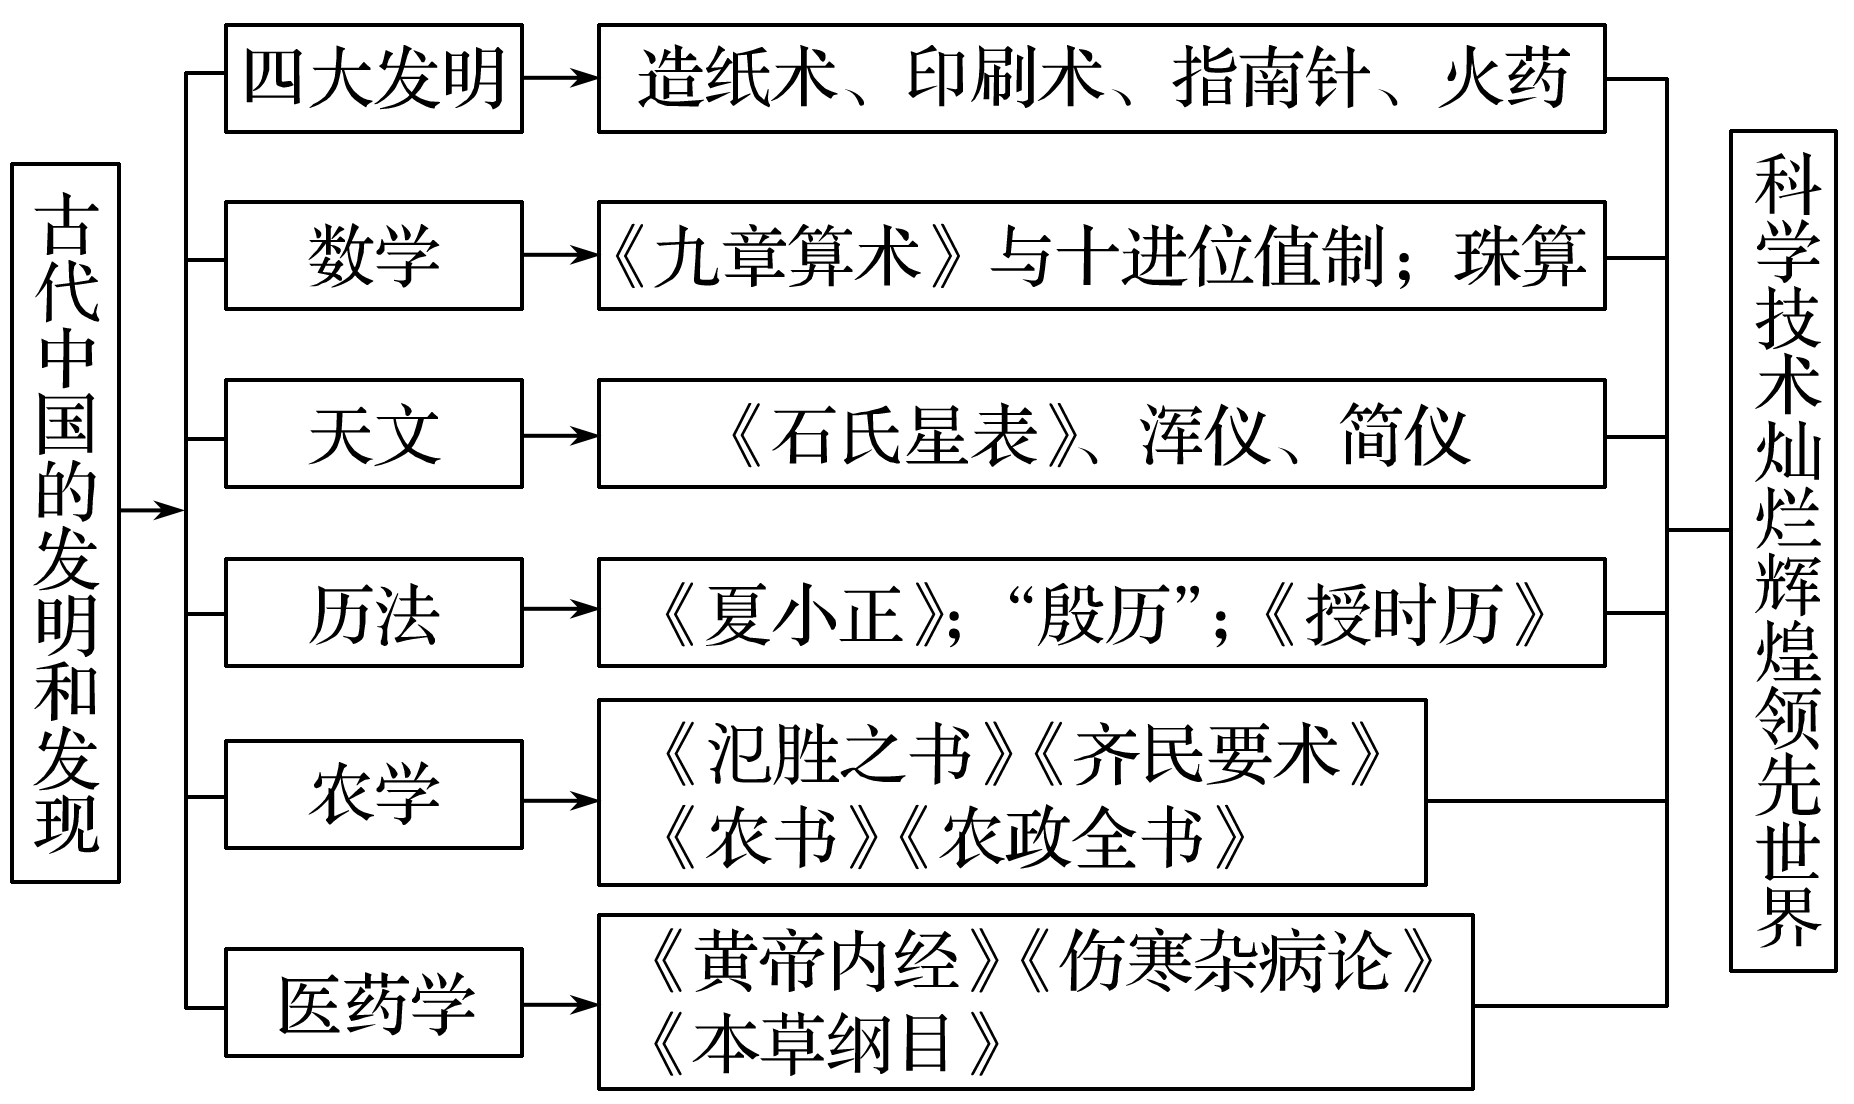 古代中国的发明和发现
四大发明
造纸术、印刷术、指南针、火药
数学
《九章算术》与十进位值制；珠算
天文
《石氏星表》、浑仪、简仪
历法
《夏小正》；“殷历”；《授时历》
农学
《氾胜之书》《齐民要术》
《农书》《农政全书》
医药学
《黄帝内经》《伤寒杂病论》
《本草纲目》
科学技术灿烂辉煌领先世界